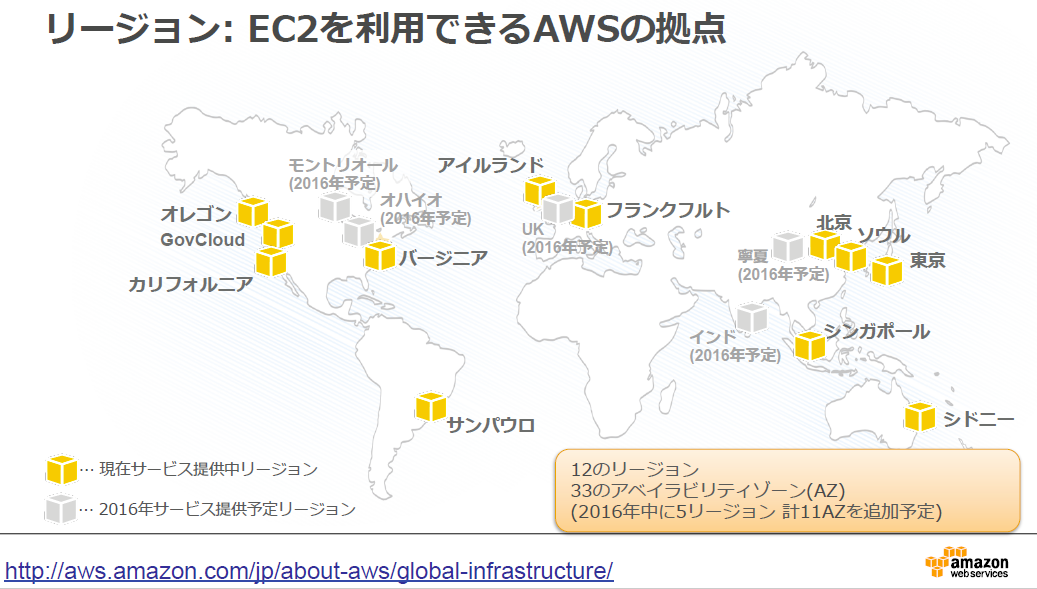 リージョン: EC2を利用できるAWSの拠点
モントリオール
(2016年予定)
アイルランド
オハイオ
(2016年予定)
オレゴン
GovCloud
カリフォルニア
バージニア
フランクフルト
UK
(2016年予定)
北京
ソウル
寧夏
(2016年予定)
東京
インド
(2016年予定)
シンガポール
サンパウロ
シドニー
… 現在サービス提供中リージョン
… 2016年サービス提供予定リージョン
12のリージョン
33のアベイラビリティゾーン(AZ)
(2016年中に5リージョン 計11AZを追加予定)
http://aws.amazon.com/jp/about-aws/global-infrastructure/
amazon
web services